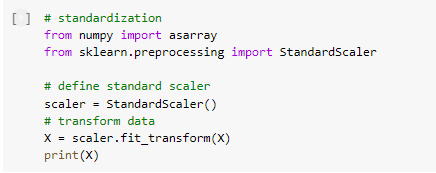 [ ] # standardization
from numpy import asarray
from sklearn.preprocessing import StandardScaler
# define standard scaler
scaler = StandardScaler()
# transform data
X = scaler.fit_transform(X)
print(X)